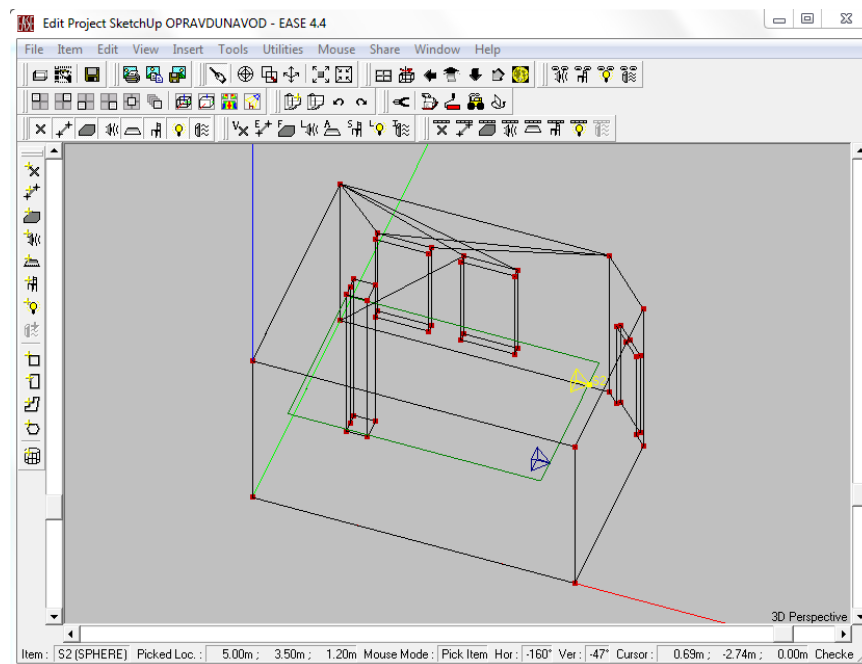 Edit Project SketchUp OPRAVDUNAVOD - EASE 4.4
File Item Edit View Insert Tools Utilities Mouse Share Window Help
S2
3D Perspective
Item : S2 (SPHERE) Picked Loc. : 5.00m ; 3.50m ; 1.20m Mouse Mode : Pick Item Hor : -160° Ver : -47° Cursor : 0.69m ; -2.74m ; 0.00m Checke